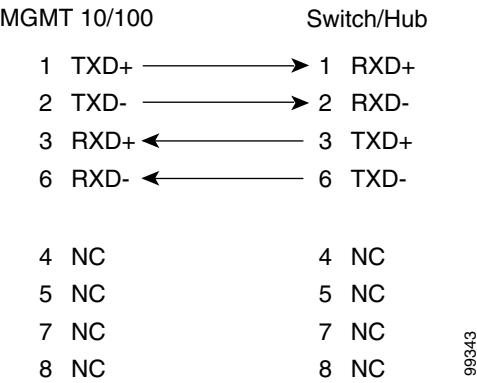 MGMT 10/100 Switch/Hub
1 TXD+ 1 RXD+
2 TXD- 2 RXD-
3 RXD+ 3 TXD+
6 RXD- 6 TXD-
4 NC 4 NC
5 NC 5 NC
7 NC 7 NC
8 NC 8 NC
99343